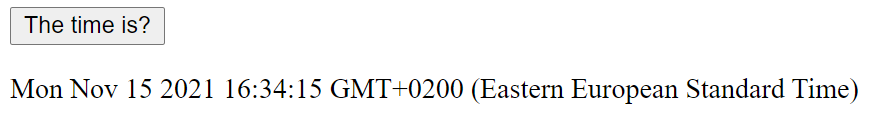 The time is?
Mon Nov 15 2021 16:34:15 GMT+0200 (Eastern European Standard Time)